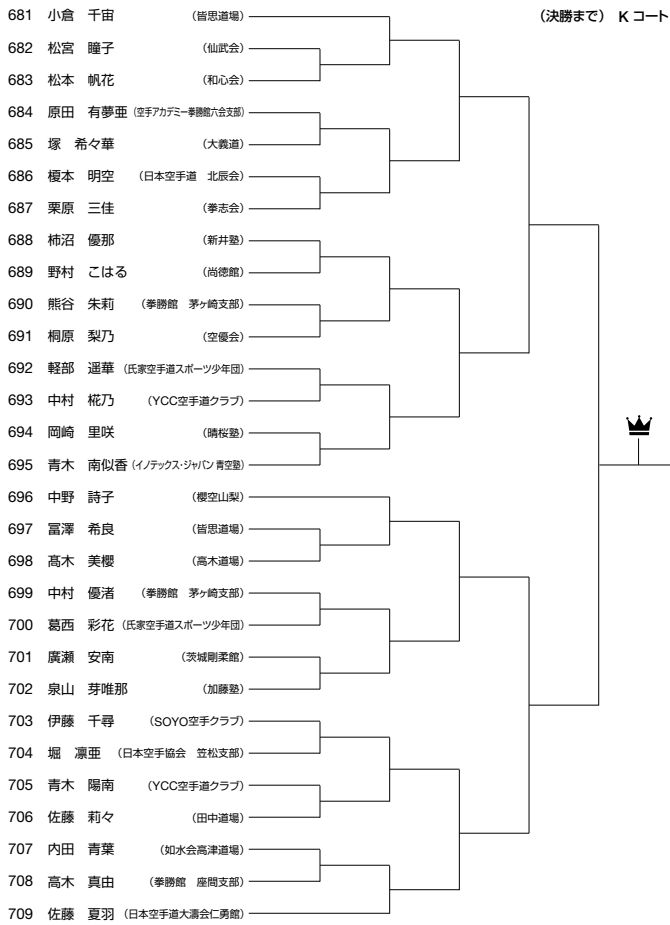 (決勝まで) K コート
681 小倉 千宙 (皆思道場)
682 松宮 瞳子 (仙武会)
683 松本 帆花 (和心会)
684 原田 有夢亜 (空手アカデミー拳勝館六会支部)
685 塚 希々華 (大義道)
686 榎本 明空 (日本空手道 北辰会)
687 栗原 三佳 (拳志会)
688 柿沼 優那 (新井塾)
689 野村 こはる (尚徳館)
690 熊谷 朱莉 (拳勝館 茅ヶ崎支部)
691 桐原 梨乃 (空優会)
692 軽部 遥華 (氏家空手道スポーツ少年団)
693 中村 椛乃 (YCC空手道クラブ)
694 岡崎 里咲 (晴桜塾)
695 青木 南似香 (イノテックス・ジャパン 青空塾)
696 中野 詩子 (櫻空山梨)
697 冨澤 希良 (皆思道場)
698 髙木 美櫻 (高木道場)
699 中村 優渚 (拳勝館 茅ヶ崎支部)
700 葛西 彩花 (氏家空手道スポーツ少年団)
701 廣瀬 安南 (茨城剛柔館)
702 泉山 芽唯那 (加藤塾)
703 伊藤 千尋 (SOYO空手クラブ)
704 堀 凛亜 (日本空手協会 笠松支部)
705 青木 陽南 (YCC空手道クラブ)
706 佐藤 莉々 (田中道場)
707 内田 青葉 (如水会高津道場)
708 高木 真由 (拳勝館 座間支部)
709 佐藤 夏羽 (日本空手道大濤会仁勇館)